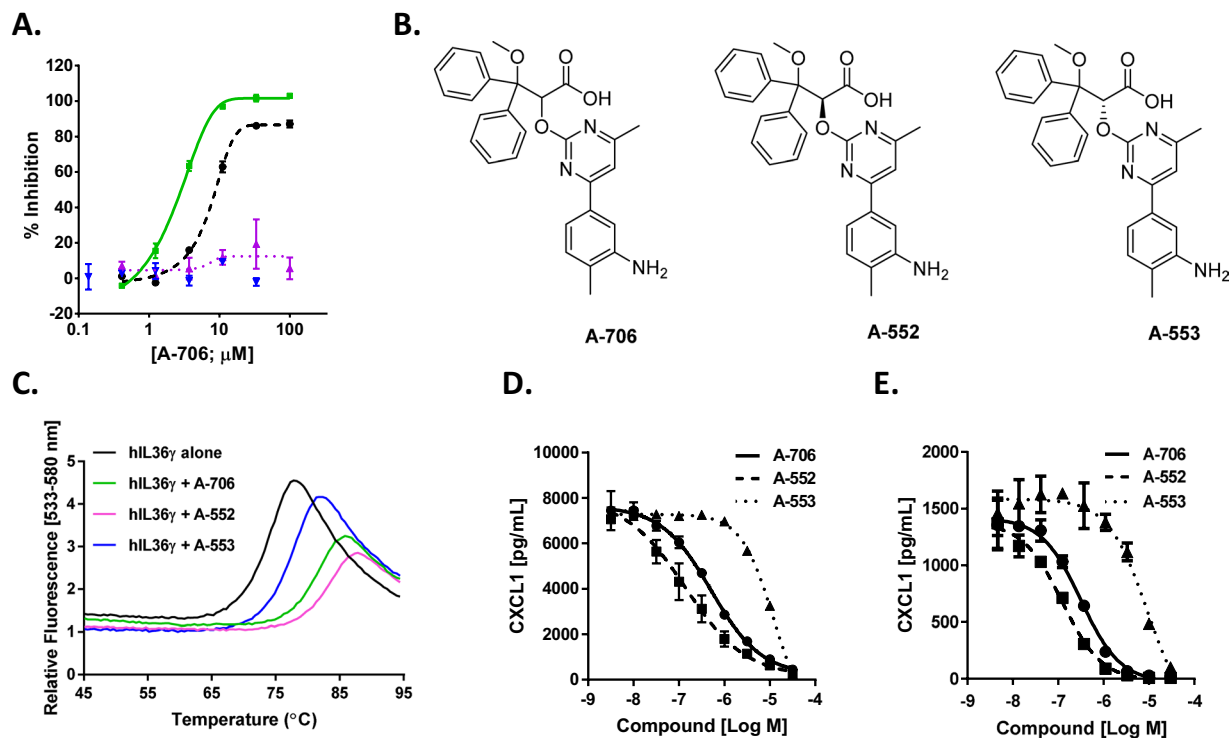 A.
% Inhibition
120
100
80
60
40
20
0
-20
0.1
1
10
100
[A-706; μM]
B.
O
O
OH
O
N
N
NH2
A-706
O
O
OH
O
N
N
NH2
A-552
O
O
OH
O
N
N
NH2
A-553
C.
Relative Fluorescence [533-580 nm]
5
4
3
2
1
0
45
55
65
75
85
95
Temperature (°C)
hIL36γ alone
hIL36γ + A-706
hIL36γ + A-552
hIL36γ + A-553
D.
CXCL1 [pg/mL]
10000
8000
6000
4000
2000
0
-9
-8
-7
-6
-5
-4
Compound [Log M]
A-706
A-552
A-553
E.
CXCL1 [pg/mL]
2000
1500
1000
500
0
-9
-8
-7
-6
-5
-4
Compound [Log M]
A-706
A-552
A-553